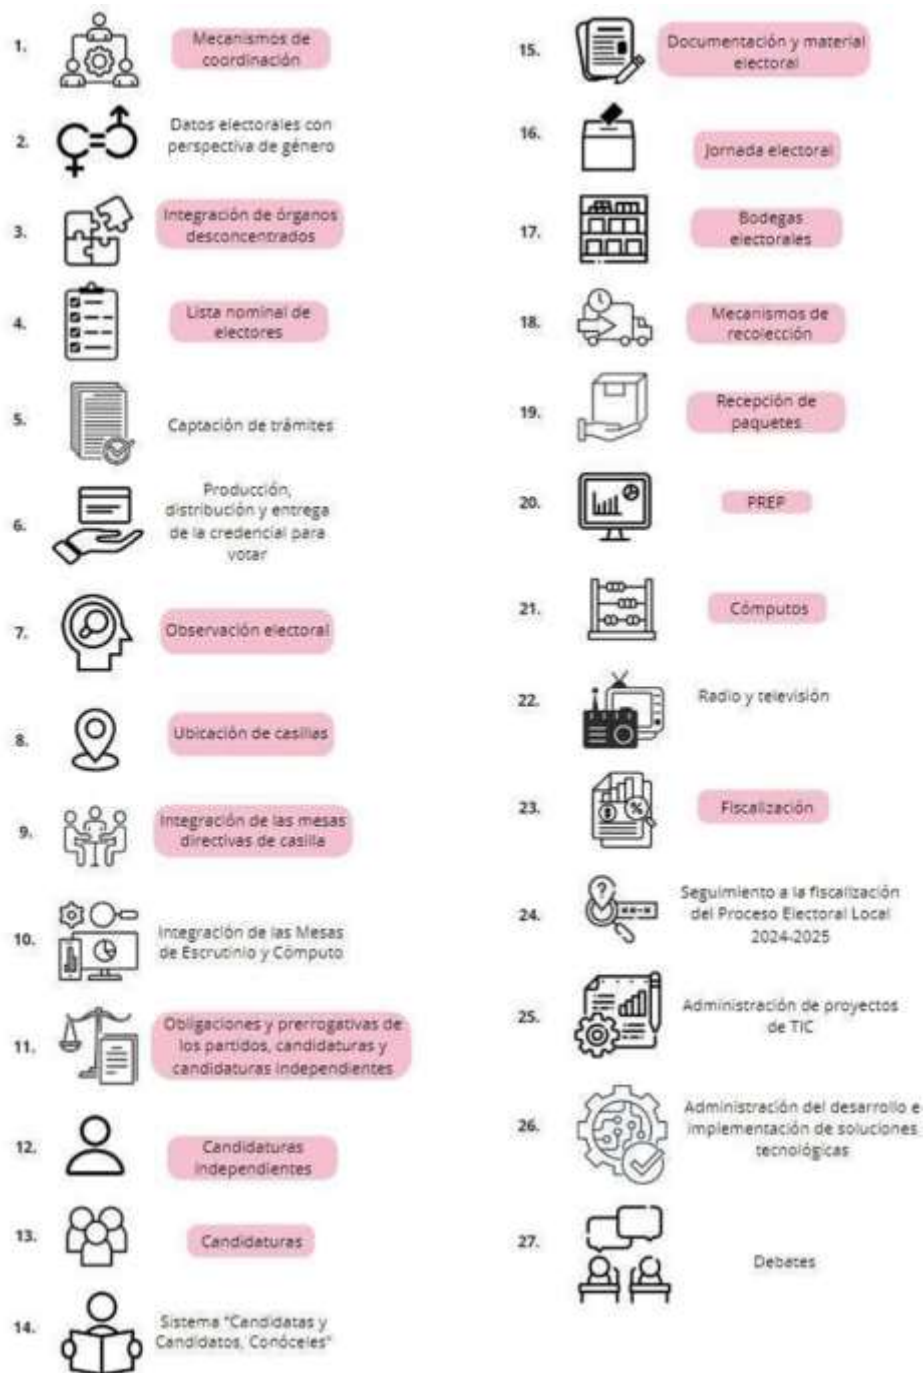 1.
Mecanismos de
coordinación
2.
Datos electorales con
perspectiva de género
3.
Integración de órganos
desconcentrados
4.
Lista nominal de
electores
5.
Captación de trámites
6.
Producción,
distribución y entrega
de la credencial para
votar
7.
Observación electoral
8.
Ubicación de casillas
9.
Integración de las mesas
directivas de casilla
10.
Integración de las Mesas
de Escrutinio y Cómputo
11.
Obligaciones y prerrogativas de
los partidos, candidaturas y
candidaturas independientes
12.
Candidaturas
independientes
13.
Candidaturas
14.
Sistema "Candidatas y
Candidatos, Conóceles"
15.
Documentación y material
electoral
16.
Jornada electoral
17.
Bodegas
electorales
18.
Mecanismos de
recolección
19.
Recepción de
paquetes
20.
PREP
21.
Cómputos
22.
Radio y televisión
23.
Fiscalización
24.
Seguimiento a la fiscalización
del Proceso Electoral Local
2024-2025
25.
Administración de proyectos
de TIC
26.
Administración del desarrollo e
implementación de soluciones
tecnológicas
27.
Debates